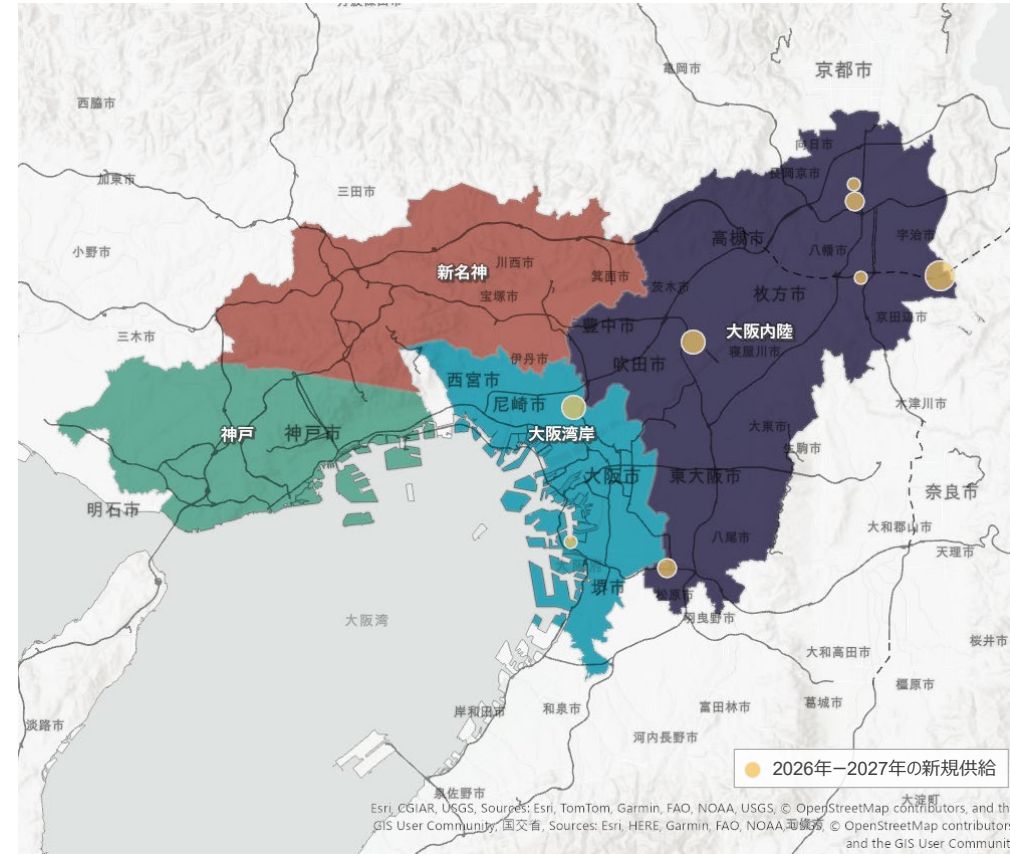 京都市
亀岡市
西脇市
向日市
長岡京市
加東市
三田市
小野市
高槻市
八幡市
宇治市
新名神
川西市
箕面市
宝塚市
茨木市
枚方市
京田辺市
三木市
豊中市
大阪内陸
寝屋川市
伊丹市
吹田市
西宮市
尼崎市
木津川市
神戸
神戸市
大阪湾岸
大東市
生駒市
大阪市
東大阪市
奈良市
明石市
大和郡山市
八尾市
天理市
堺市
松原市
大阪湾
羽曳野市
桜井市
大和高田市
橿原市
岸和田市
和泉市
富田林市
葛城市
淡路市
河内長野市
2026年－2027年の新規供給
泉佐野市
大淀町
Esri, CGIAR, USGS, Sources: Esri, TomTom, Garmin, FAO, NOAA, USGS, © OpenStreetMap contributors, and th
GIS User Community, 国交省, Sources: Esri, HERE, Garmin, FAO, NOAA, USGS, © OpenStreetMap contributors
and the GIS User Communit